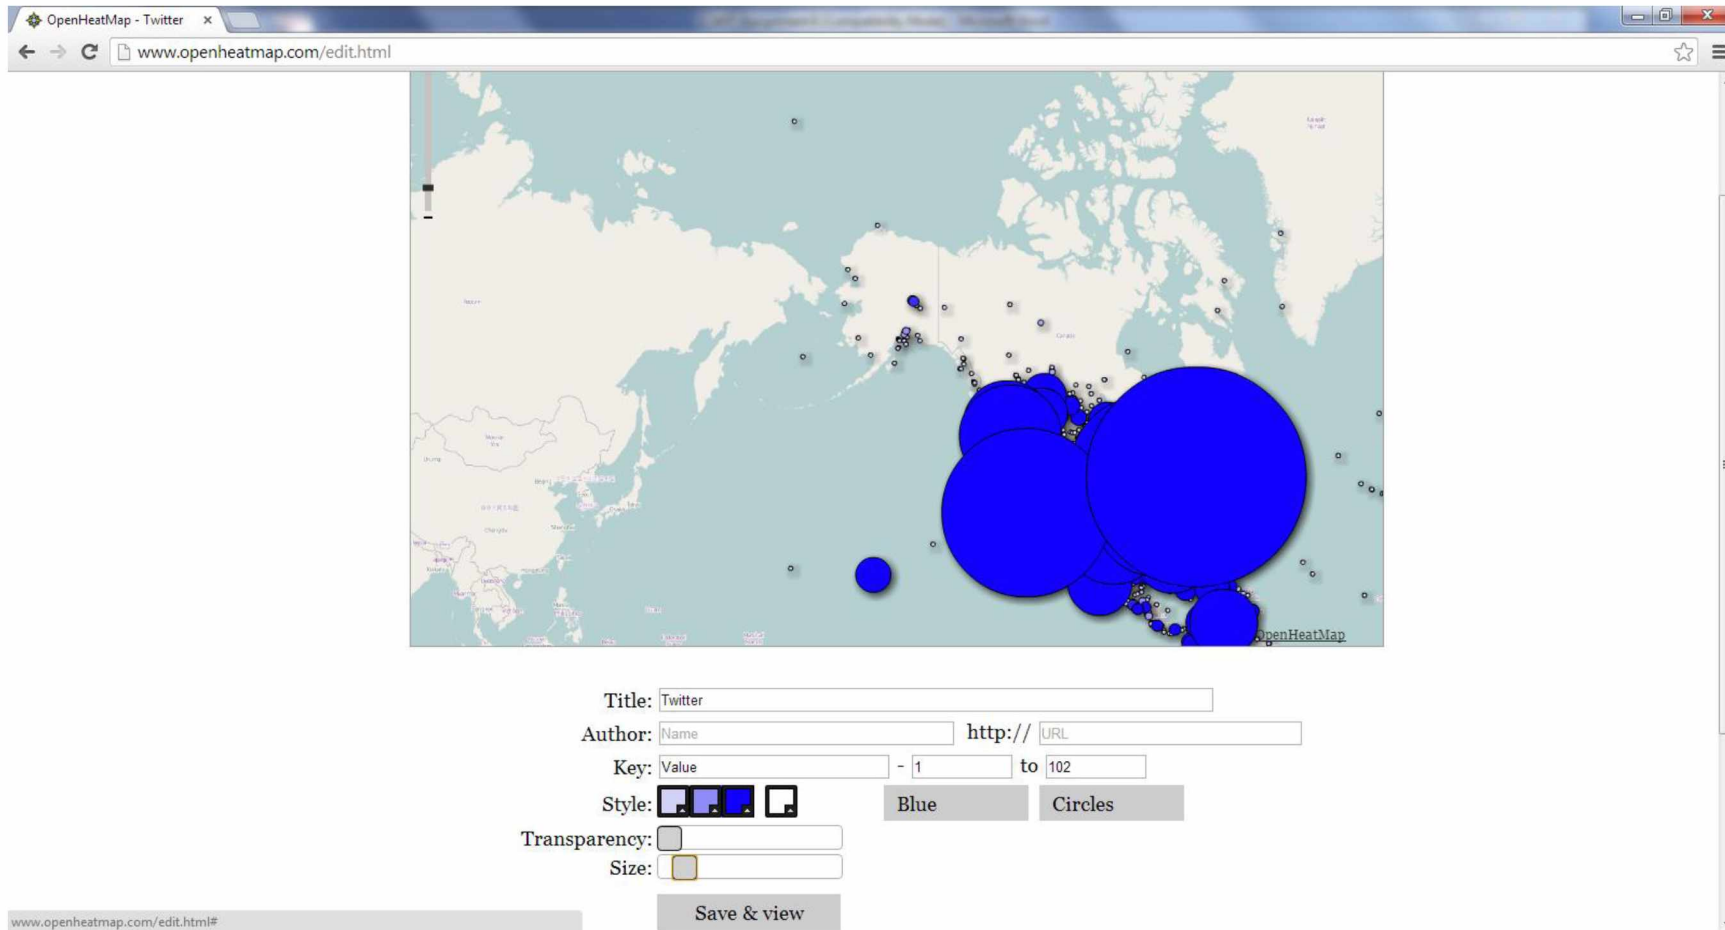 OpenHeatMap - Twitter
www.openheatmap.com/edit.html
Canada
OpenHeatMap
Title: Twitter
Author: Name http:// URL
Key: Value - 1 to 102
Style: Blue Circles
Transparency:
Size:
Save & view
www.openheatmap.com/edit.html#